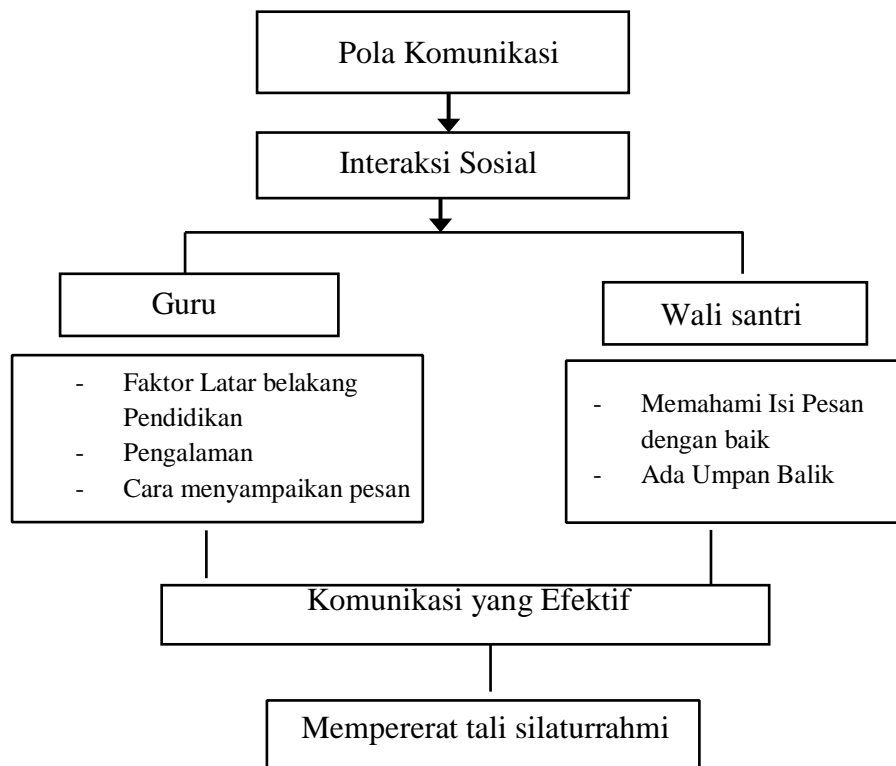 Pola Komunikasi
Interaksi Sosial
Guru
Wali santri
- Faktor Latar belakang
Pendidikan
- Pengalaman
- Cara menyampaikan pesan
- Memahami Isi Pesan
dengan baik
- Ada Umpan Balik
Komunikasi yang Efektif
Mempererat tali silaturrahmi